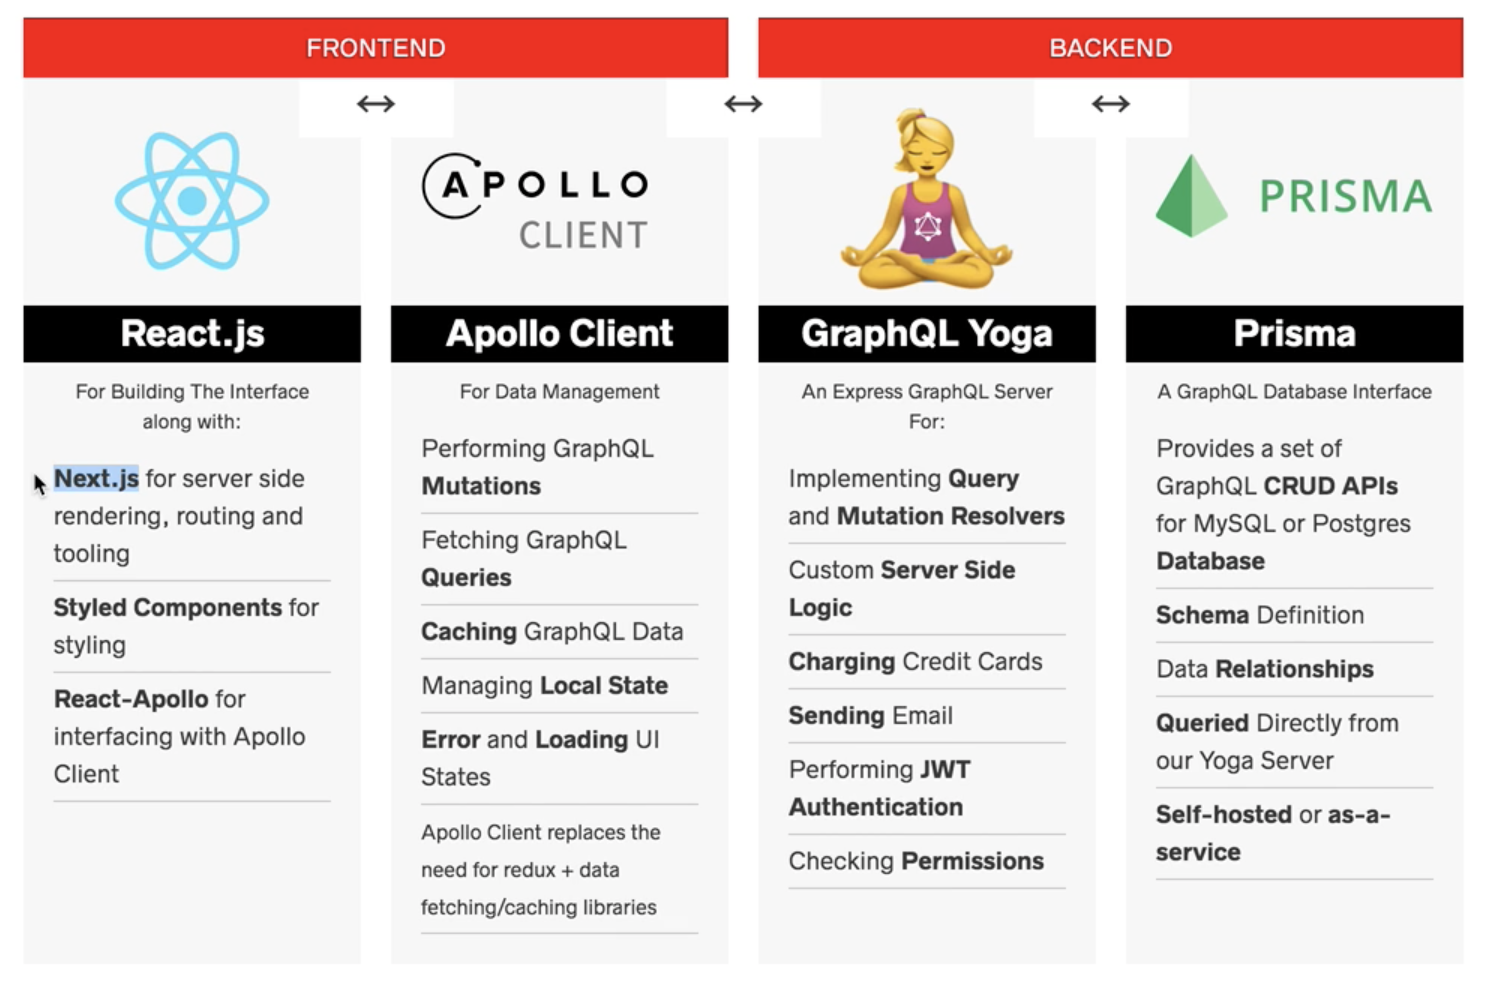 FRONTEND
BACKEND
APOLLO
CLIENT
PRISMA
React.js
Apollo Client
GraphQL Yoga
Prisma
For Building The Interface
along with:
Next.js for server side
rendering, routing and
tooling
Styled Components for
styling
React-Apollo for
interfacing with Apollo
Client
For Data Management
Performing GraphQL
Mutations
Fetching GraphQL
Queries
Caching GraphQL Data
Managing Local State
Error and Loading UI
States
Apollo Client replaces the
need for redux + data
fetching/caching libraries
An Express GraphQL Server
For:
Implementing Query
and Mutation Resolvers
Custom Server Side
Logic
Charging Credit Cards
Sending Email
Performing JWT
Authentication
Checking Permissions
A GraphQL Database Interface
Provides a set of
GraphQL CRUD APIs
for MySQL or Postgres
Database
Schema Definition
Data Relationships
Queried Directly from
our Yoga Server
Self-hosted or as-a-
service